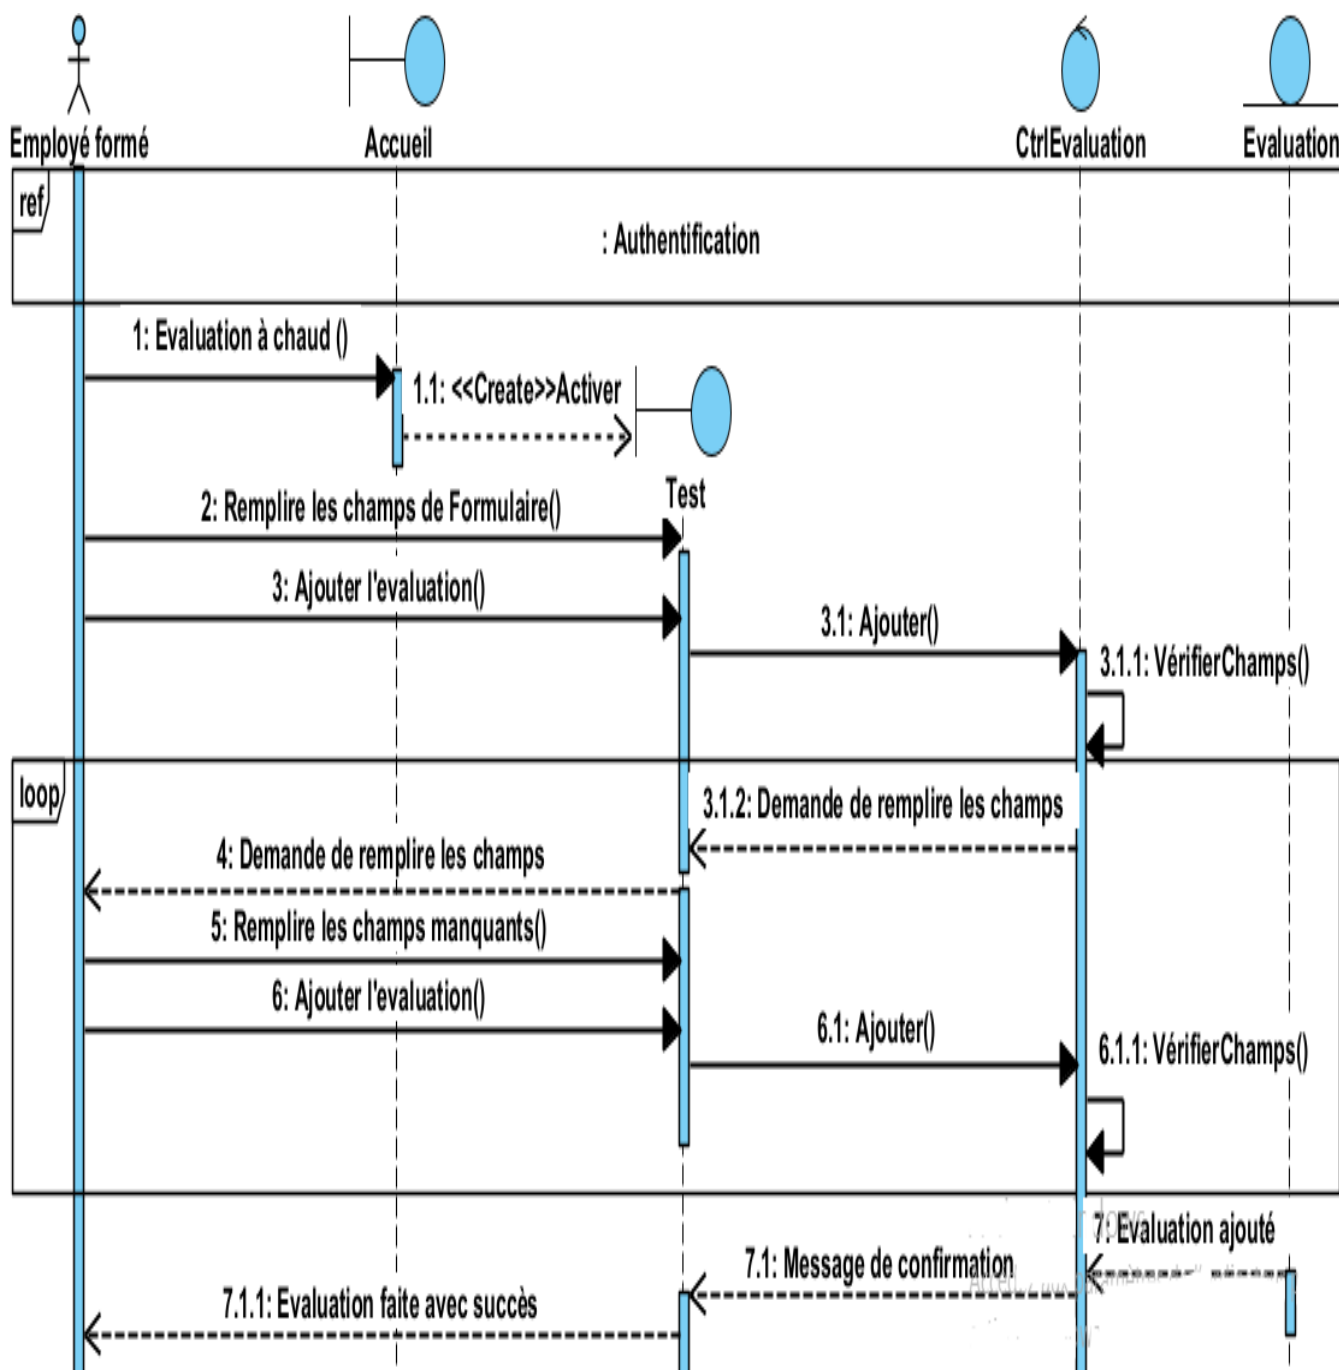 Employé formé
Accueil
CtrlEvaluation
Evaluation
ref
: Authentification
1: Evaluation à chaud ()
1.1: <<Create>>Activer
Test
2: Remplire les champs de Formulaire()
3: Ajouter l'evaluation()
3.1: Ajouter()
3.1.1: VérifierChamps()
loop
3.1.2: Demande de remplire les champs
4: Demande de remplire les champs
5: Remplire les champs manquants()
6: Ajouter l'evaluation()
6.1: Ajouter()
6.1.1: VérifierChamps()
7: Evaluation ajouté
7.1: Message de confirmation
7.1.1: Evaluation faite avec succès